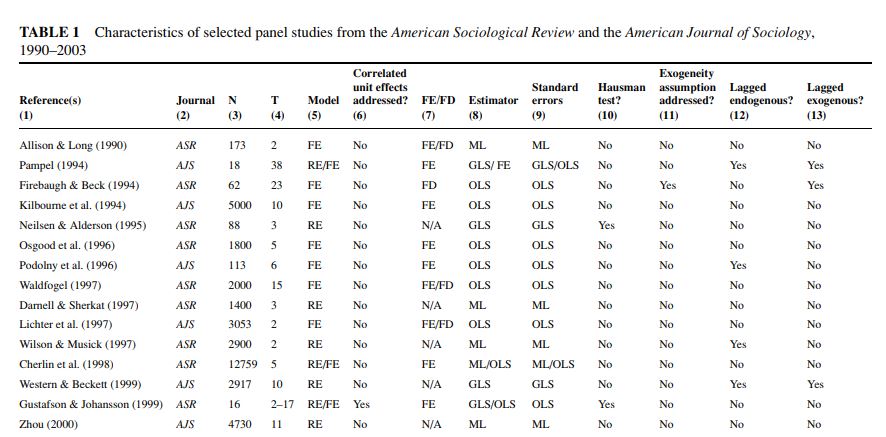 TABLE 1 Characteristics of selected panel studies from the American Sociological Review and the American Journal of Sociology,
1990–2003
Reference(s) (1) Journal (2) N (3) T (4) Model (5) Correlated unit effects addressed? (6) FE/FD (7) Estimator (8) Standard errors (9) Hausman test? (10) Exogeneity assumption addressed? (11) Lagged endogenous? (12) Lagged exogenous? (13)
Allison & Long (1990) ASR 173 2 FE No FE/FD ML ML No No No No
Pampel (1994) AJS 18 38 RE/FE No FE GLS/ FE GLS/OLS No No Yes Yes
Firebaugh & Beck (1994) ASR 62 23 FE No FD OLS OLS No Yes No Yes
Kilbourne et al. (1994) AJS 5000 10 FE No FE OLS OLS No No No No
Neilsen & Alderson (1995) ASR 88 3 RE No N/A GLS GLS Yes No No No
Osgood et al. (1996) ASR 1800 5 FE No FE OLS OLS No No No No
Podolny et al. (1996) AJS 113 6 FE No FE OLS OLS No No Yes No
Waldfogel (1997) ASR 2000 15 FE No FE/FD OLS OLS No No No No
Darnell & Sherkat (1997) ASR 1400 3 RE No N/A ML ML No No No No
Lichter et al. (1997) AJS 3053 2 FE No FE/FD OLS OLS No No No No
Wilson & Musick (1997) ASR 2900 2 RE No N/A ML ML No No Yes No
Cherlin et al. (1998) ASR 12759 5 RE/FE No FE ML/OLS ML/OLS No No No No
Western & Beckett (1999) AJS 2917 10 RE No N/A GLS GLS No No Yes Yes
Gustafson & Johansson (1999) ASR 16 2–17 RE/FE Yes FE GLS/OLS OLS Yes No No No
Zhou (2000) AJS 4730 11 RE No N/A ML ML No No No No